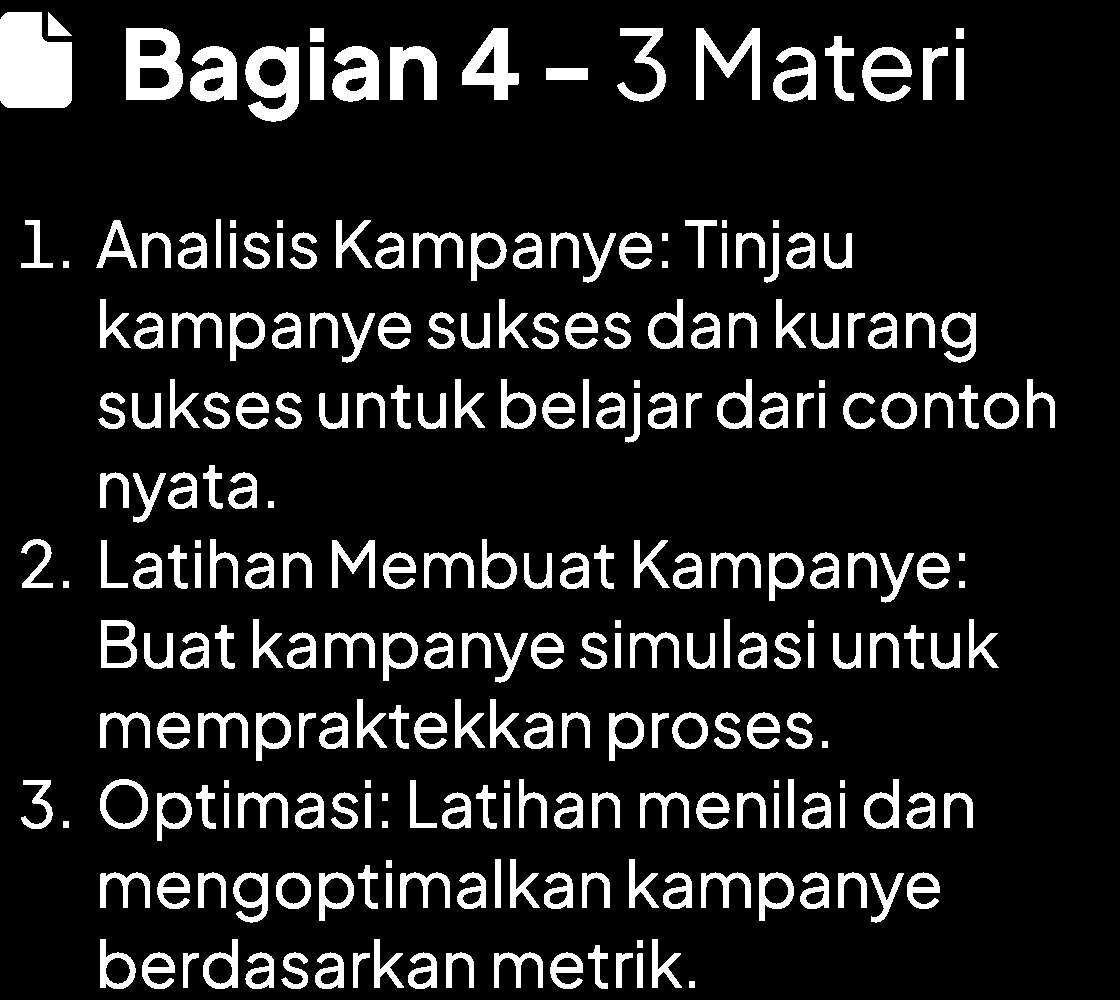 Bagian 4 – 3 Materi
1. Analisis Kampanye: Tinjau
kampanye sukses dan kurang
sukses untuk belajar dari contoh
nyata.
2. Latihan Membuat Kampanye:
Buat kampanye simulasi untuk
mempraktekkan proses.
3. Optimasi: Latihan menilai dan
mengoptimalkan kampanye
berdasarkan metrik.